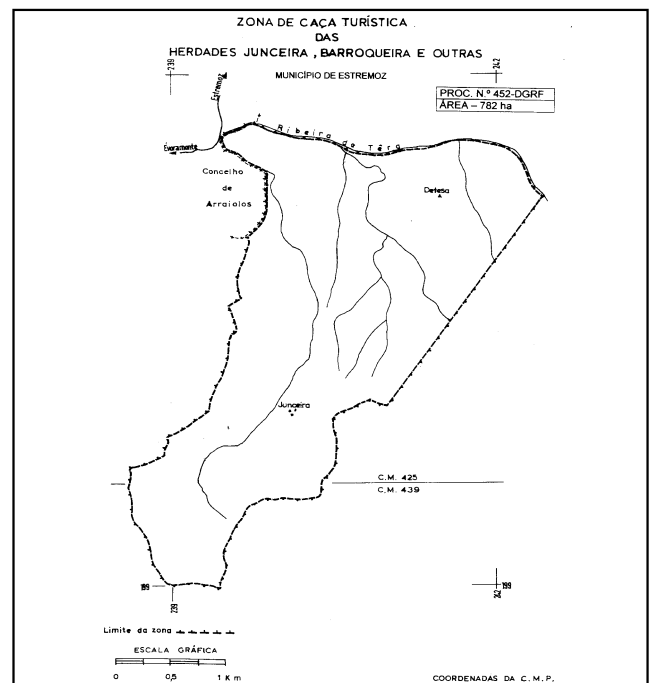 ZONA DE CAÇA TURÍSTICA
DAS
HERDADES JUNCEIRA, BARROQUEIRA E OUTRAS
MUNICÍPIO DE ESTREMOZ
239
242
PROC. N.º 452-DGRF
ÁREA – 782 ha
Estremoz
Évoramonte
Ribeira de Têra
Concelho
de
Arraiolos
Defesa
Junceira
C.M. 425
C.M. 439
199
239
242
199
Limite da zona
ESCALA GRÁFICA
0 0,5 1 Km
COORDENADAS DA C.M.P.